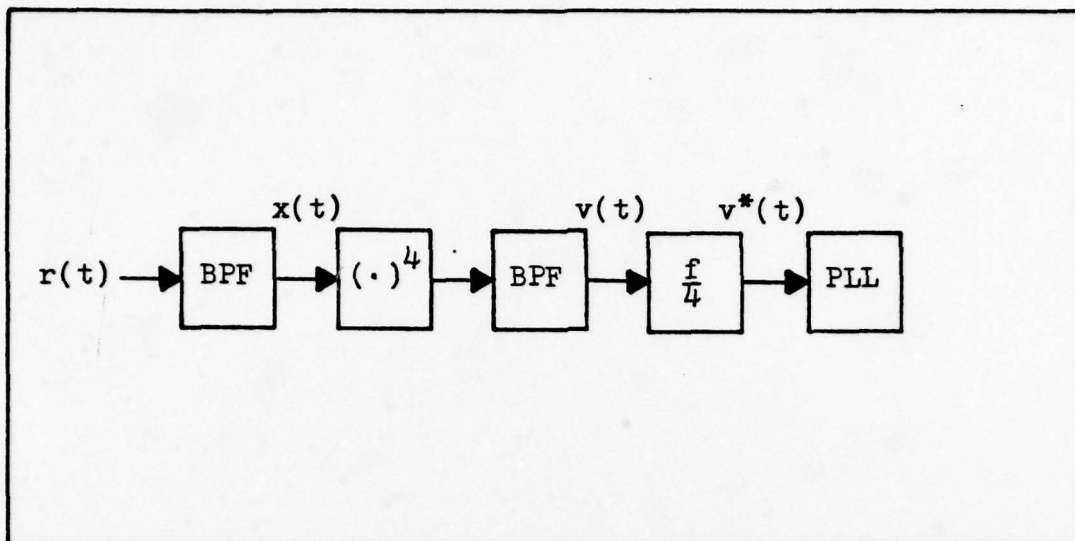 x(t) v(t) v*(t)
r(t) BPF (·)^4 BPF f/4 PLL